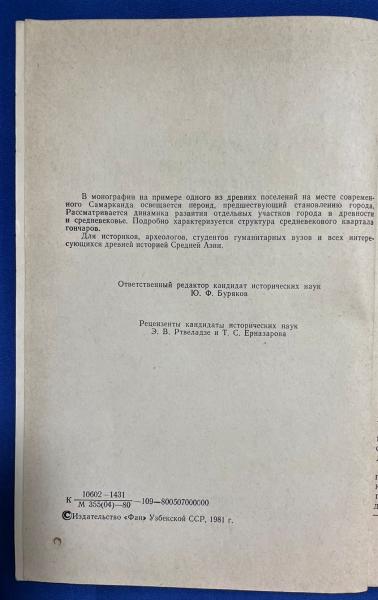 В монографии на примере одного из древних поселений на месте современ-
ного Самарканда освещается период, предшествующий становлению города.
Рассматривается динамика развития отдельных участков города в древности
и средневековье. Подробно характеризуется структура средневекового квартала
гончаров.
Для историков, археологов, студентов гуманитарных вузов и всех интере-
сующихся древней историей Средней Азии.
Ответственный редактор кандидат исторических наук
Ю. Ф. Буряков
Рецензенты кандидаты исторических наук
Э. В. Ртвеладзе и Т. С. Ерназарова
К 10602—1431
М 355(04)—80 —109—800507000000
©Издательство «Фан» Узбекской ССР, 1981 г.